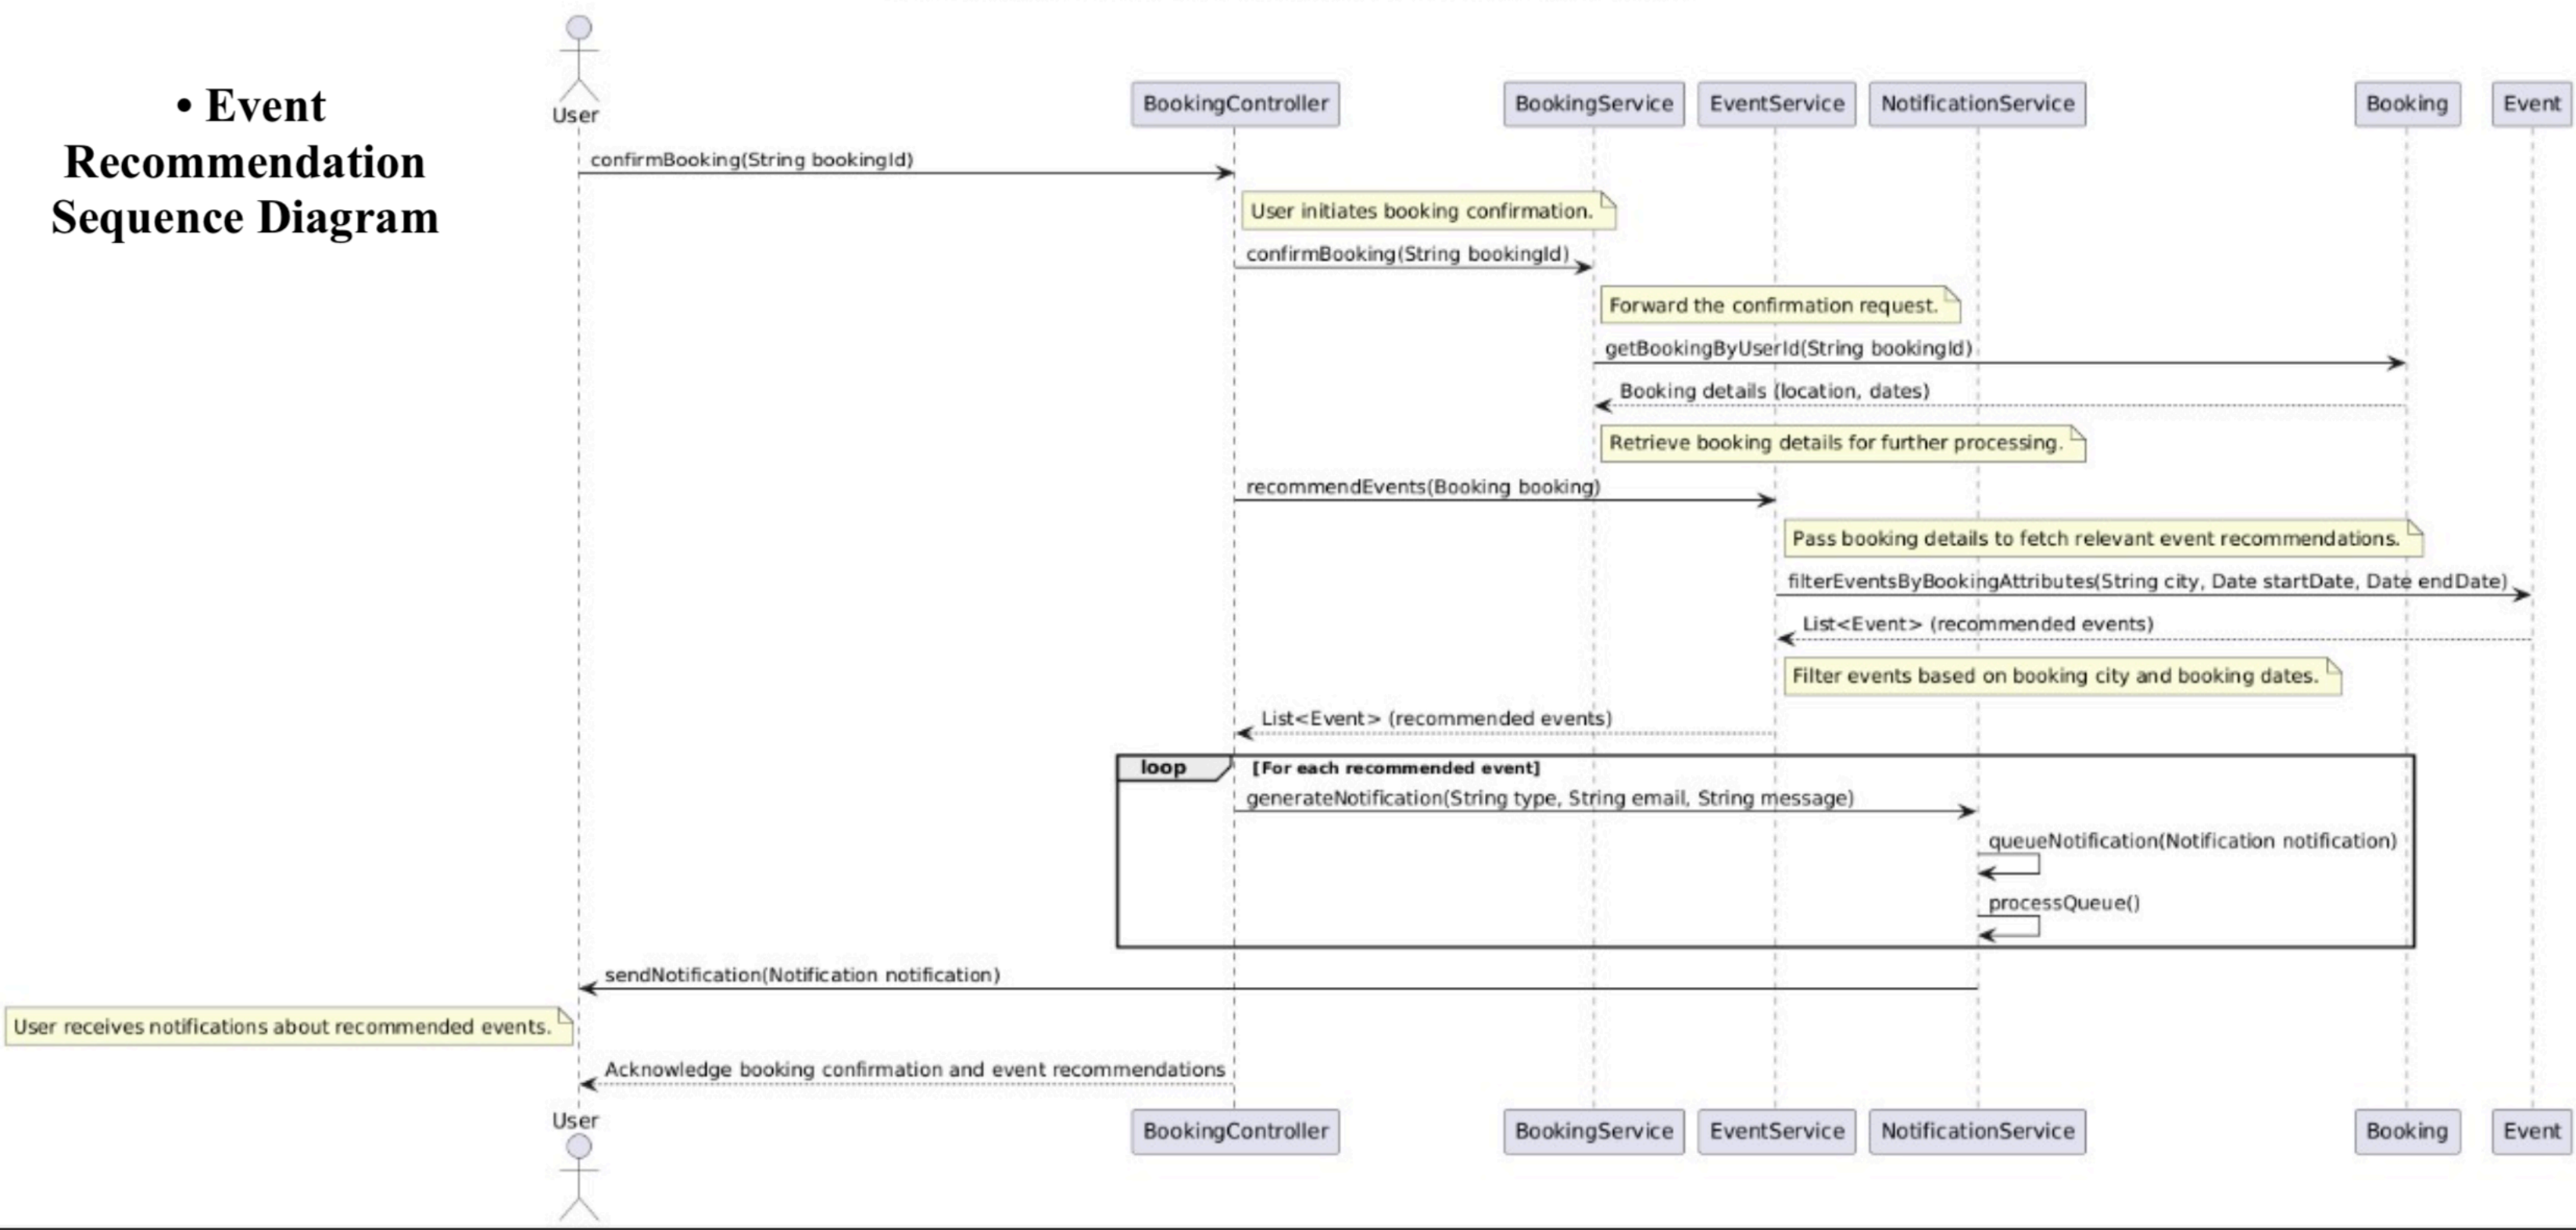 • Event
Recommendation
Sequence Diagram
User
BookingController
BookingService
EventService
NotificationService
Booking
Event
confirmBooking(String bookingId)
User initiates booking confirmation.
confirmBooking(String bookingId)
Forward the confirmation request.
getBookingByUserId(String bookingId)
Booking details (location, dates)
Retrieve booking details for further processing.
recommendEvents(Booking booking)
Pass booking details to fetch relevant event recommendations.
filterEventsByBookingAttributes(String city, Date startDate, Date endDate)
List<Event> (recommended events)
Filter events based on booking city and booking dates.
List<Event> (recommended events)
loop
[For each recommended event]
generateNotification(String type, String email, String message)
queueNotification(Notification notification)
processQueue()
sendNotification(Notification notification)
User receives notifications about recommended events.
Acknowledge booking confirmation and event recommendations
User
BookingController
BookingService
EventService
NotificationService
Booking
Event